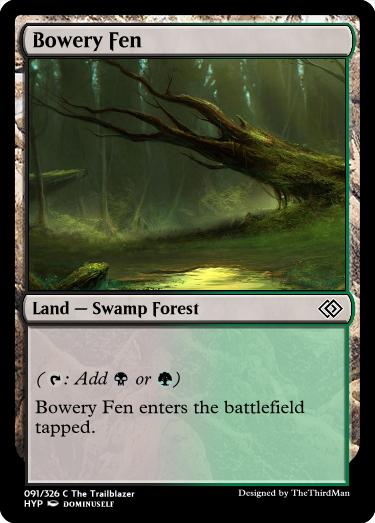 Bowery Fen
Land — Swamp Forest
( : Add or )
Bowery Fen enters the battlefield
tapped.
091/326 C The Trailblazer
HYP DOMINUSELF
Designed by TheThirdMan